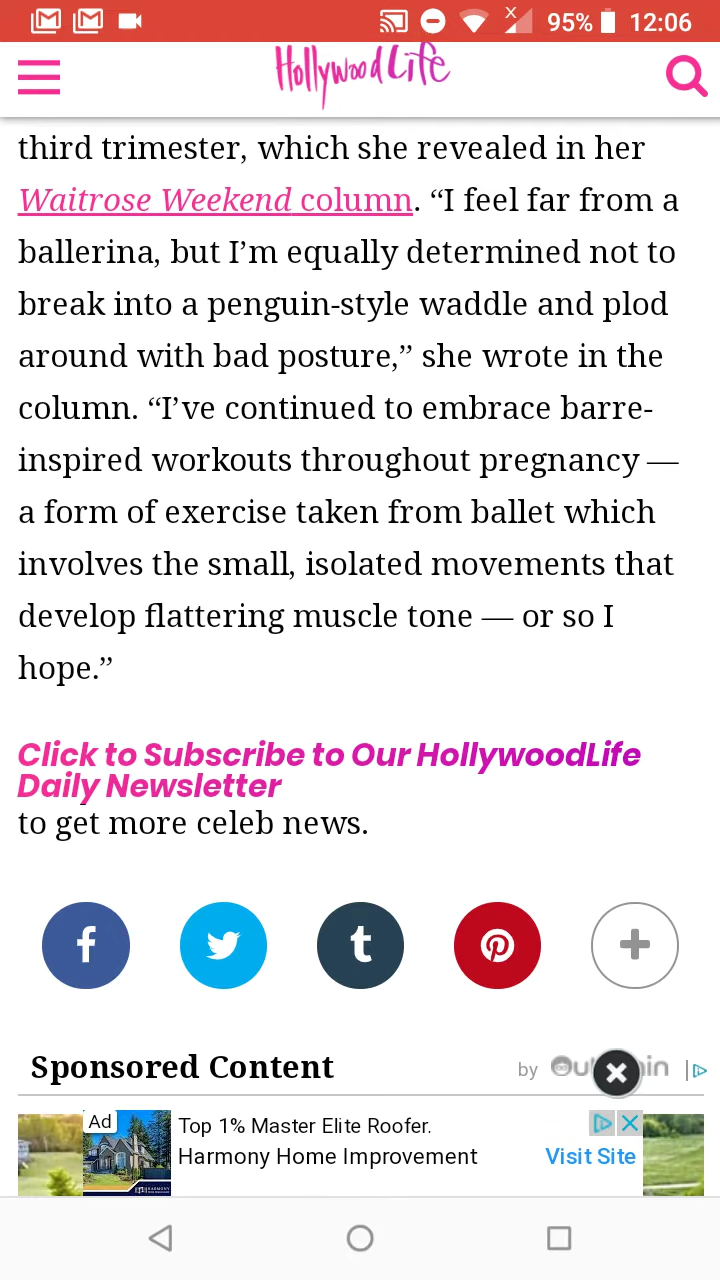 95% 12:06
HollywoodLife
third trimester, which she revealed in her
Waitrose Weekend column. “I feel far from a
ballerina, but I’m equally determined not to
break into a penguin-style waddle and plod
around with bad posture,” she wrote in the
column. “I’ve continued to embrace barre-
inspired workouts throughout pregnancy —
a form of exercise taken from ballet which
involves the small, isolated movements that
develop flattering muscle tone — or so I
hope.”
Click to Subscribe to Our HollywoodLife
Daily Newsletter
to get more celeb news.
Sponsored Content
by
Ad
Top 1% Master Elite Roofer.
Harmony Home Improvement
Visit Site